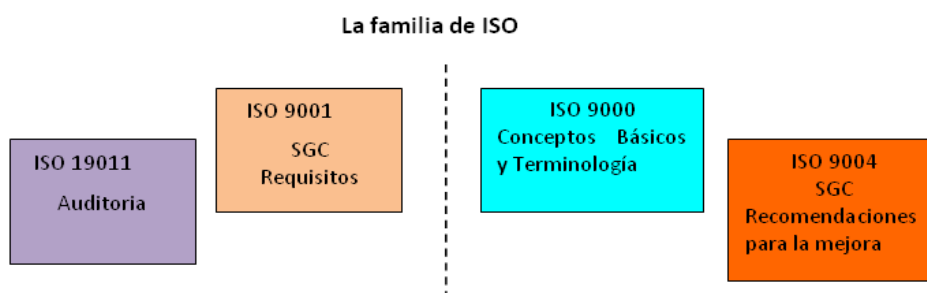 La familia de ISO
ISO 19011
Auditoria
ISO 9001
SGC
Requisitos
ISO 9000
Conceptos Básicos
y Terminología
ISO 9004
SGC
Recomendaciones
para la mejora